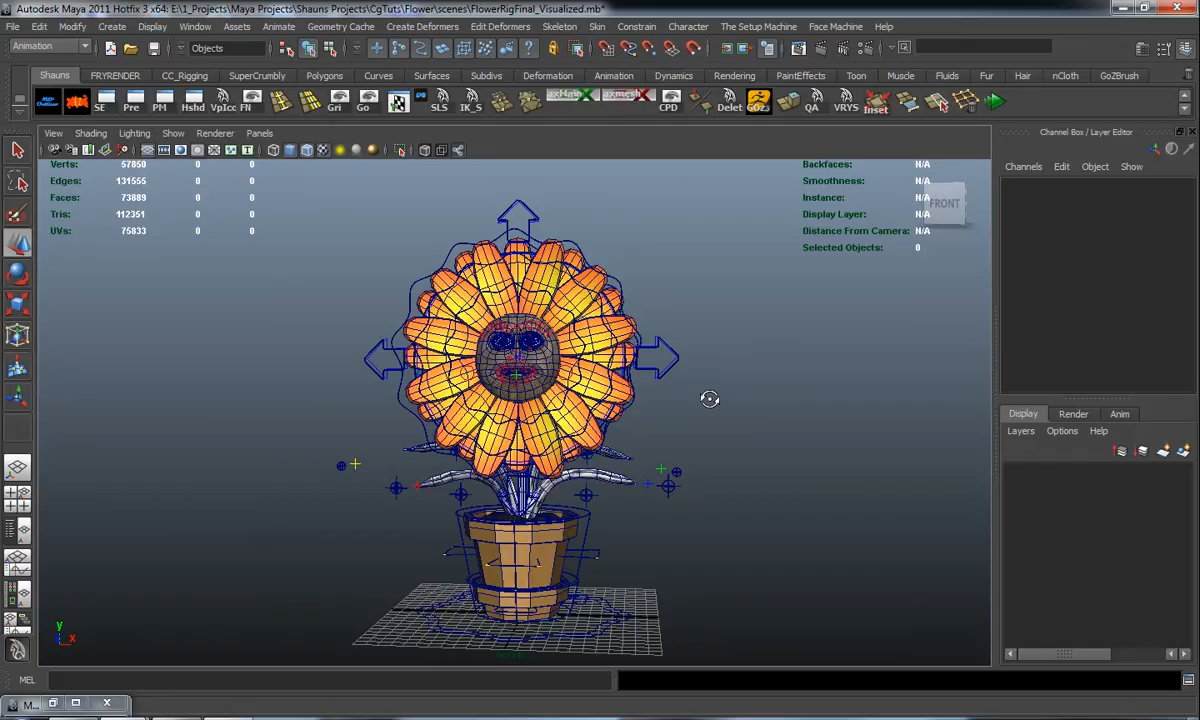 Autodesk Maya 2011 Hotfix 3 x64: E:\1_Projects\Maya Projects\Shauns Projects\CgTuts\Flower\scenes\FlowerRigFinal_Visualized.mb*
File Edit Modify Create Display Window Assets Animate Geometry Cache Create Deformers Edit Deformers Skeleton Skin Constrain Character The Setup Machine Face Machine Help
Animation Objects
Shauns FRYRENDER CC_Rigging SuperCrumbly Polygons Curves Surfaces Subdivs Deformation Animation Dynamics Rendering PaintEffects Toon Muscle Fluids Fur Hair nCloth GoZBrush
SE Pre PM Hshd VpIcc FN Gri Go SLS IK_S axMain axmesh CPD Delet GoZ QA VRYS Inset
View Shading Lighting Show Renderer Panels
Channel Box / Layer Editor
Channels Edit Object Show
Verts: 57850 0 0
Edges: 131555 0 0
Faces: 73889 0 0
Tris: 112351 0 0
UVs: 75833 0 0
Backfaces: N/A
Smoothness: N/A
Instance: N/A
Display Layer: N/A
Distance From Camera: N/A
Selected Objects: 0
FRONT
Display Render Anim
Layers Options Help
y
x
MEL
M...